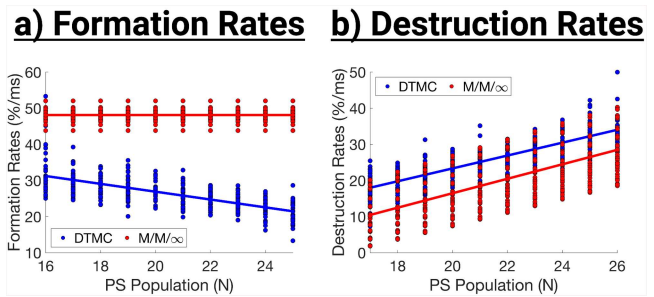 a) Formation Rates
60
50
40
30
20
10
Formation Rates (%/ms)
DTMC M/M/∞
16 18 20 22 24
PS Population (N)
b) Destruction Rates
60
50
40
30
20
10
0
Destruction Rates (%/ms)
DTMC M/M/∞
18 20 22 24 26
PS Population (N)